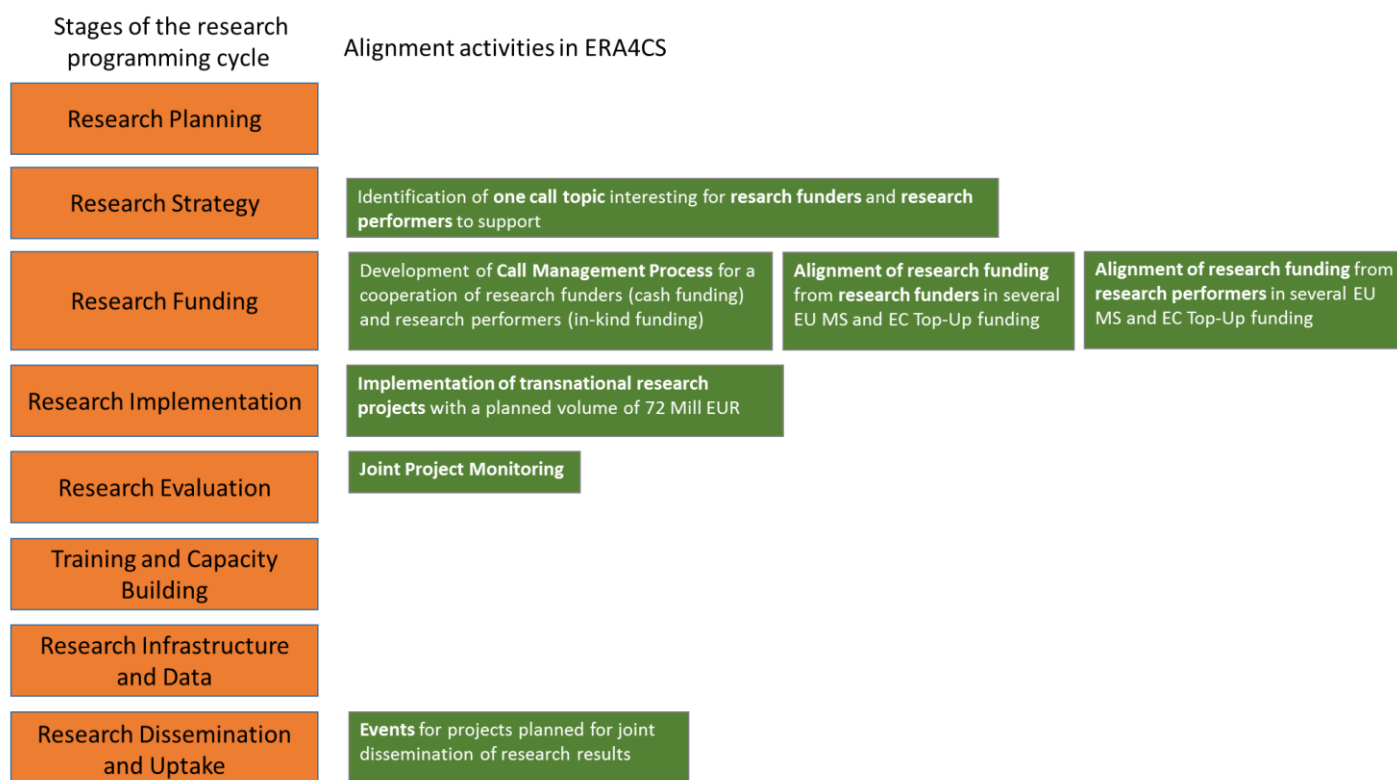 Stages of the research
programming cycle
Alignment activities in ERA4CS
Research Planning
Research Strategy
Identification of one call topic interesting for resarch funders and research
performers to support
Research Funding
Development of Call Management Process for a
cooperation of research funders (cash funding)
and research performers (in-kind funding)
Alignment of research funding
from research funders in several
EU MS and EC Top-Up funding
Alignment of research funding from
research performers in several EU
MS and EC Top-Up funding
Research Implementation
Implementation of transnational research
projects with a planned volume of 72 Mill EUR
Research Evaluation
Joint Project Monitoring
Training and Capacity
Building
Research Infrastructure
and Data
Research Dissemination
and Uptake
Events for projects planned for joint
dissemination of research results